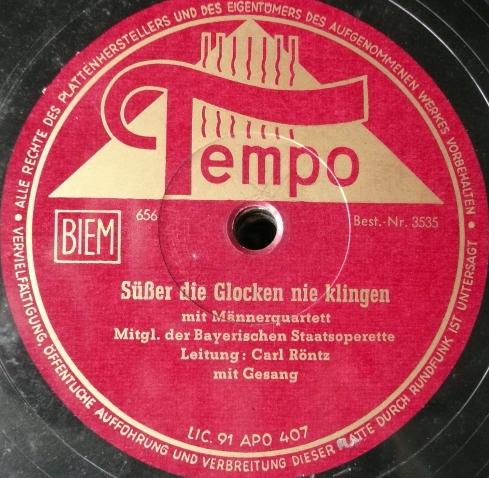 ALLE RECHTE DES PLATTENHERSTELLERS UND DES EIGENTÜMERS DES AUFGENOMMENEN WERKES VORBEHALTEN
Tempo
BIEM
656
Best.-Nr. 3535
Süßer die Glocken nie klingen
mit Männerquartett
Mitgl. der Bayerischen Staatsoperette
Leitung: Carl Röntz
mit Gesang
LIC. 91 APO 407
• VERVIELFÄLTIGUNG, ÖFFENTLICHE AUFFÜHRUNG UND VERBREITUNG DIESER PLATTE DURCH RUNDFUNK IST UNTERSAGT •